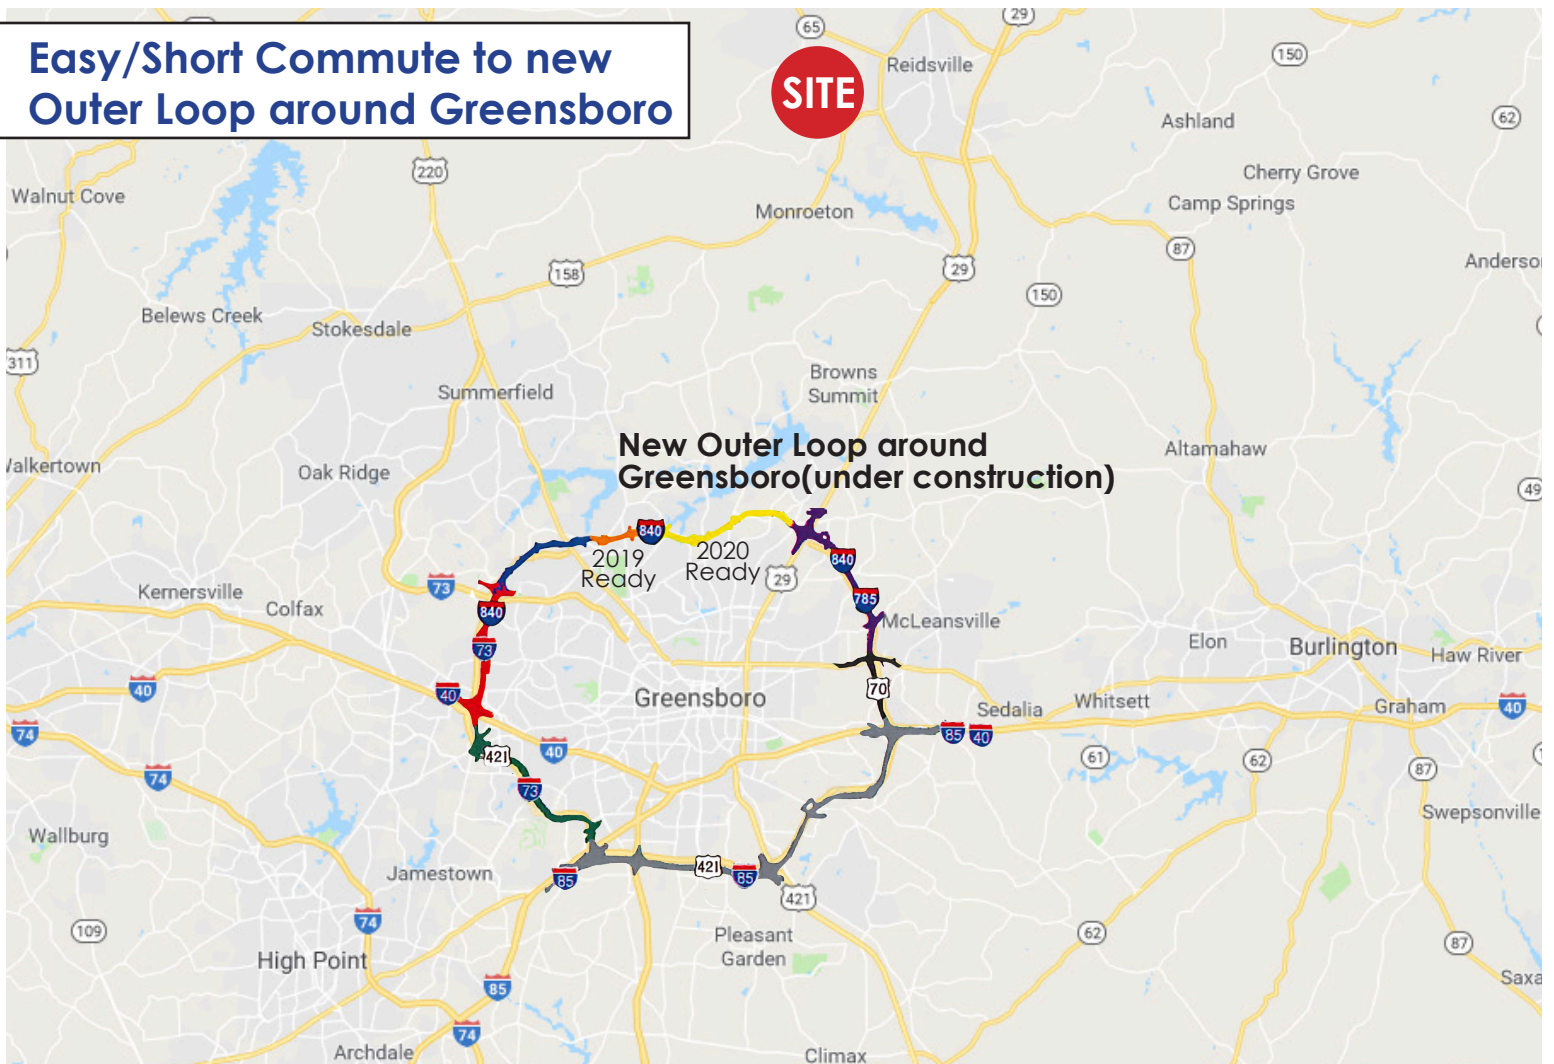 Easy/Short Commute to new
Outer Loop around Greensboro
SITE
65
29
Reidsville
150
Ashland
62
220
Walnut Cove
Cherry Grove
Camp Springs
Monroeton
87
158
29
150
Belews Creek
Stokesdale
311
Browns
Summit
Summerfield
New Outer Loop around
Greensboro(under construction)
Altamahaw
Oak Ridge
49
840
2019
Ready
2020
Ready
29
840
785
73
Kernersville
Colfax
840
73
McLeansville
Elon
Burlington
Haw River
40
40
Greensboro
70
Sedalia
Whitsett
Graham
40
74
85
40
421
40
61
62
87
74
73
Wallburg
Swepsonville
Jamestown
85
421
85
421
109
74
Pleasant
Garden
62
87
High Point
85
74
Archdale
Climax